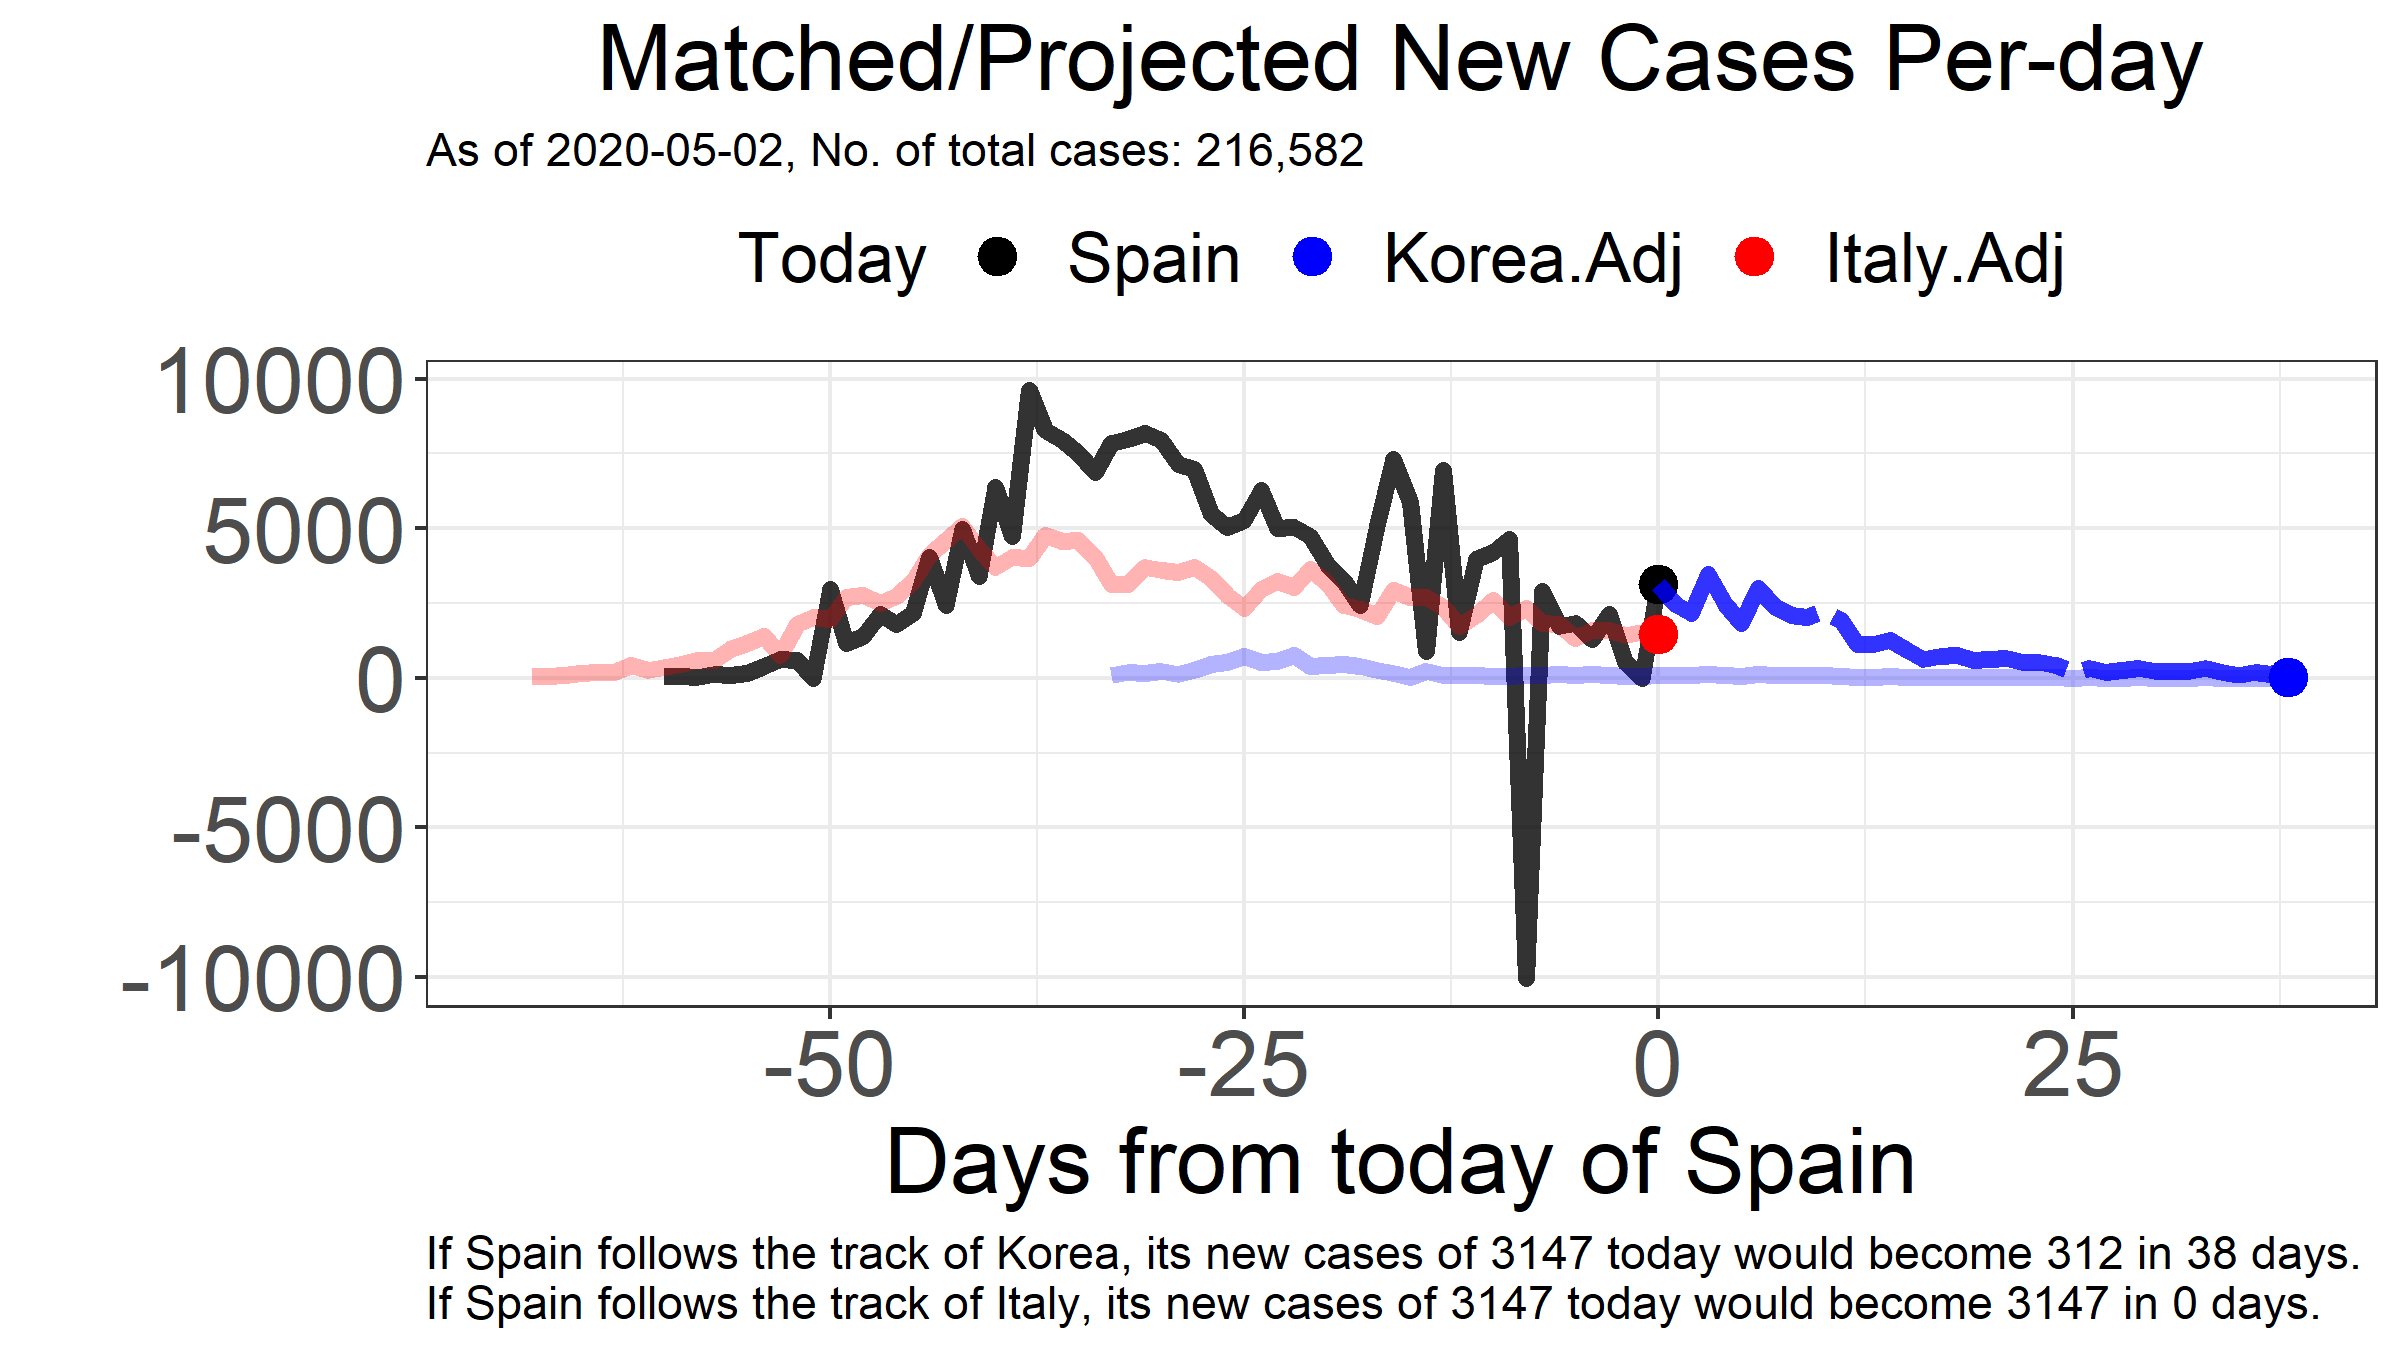 Matched/Projected New Cases Per-day
As of 2020-05-02, No. of total cases: 216,582
Today Spain Korea.Adj Italy.Adj
10000
5000
0
-5000
-10000
-50 -25 0 25
Days from today of Spain
If Spain follows the track of Korea, its new cases of 3147 today would become 312 in 38 days.
If Spain follows the track of Italy, its new cases of 3147 today would become 3147 in 0 days.